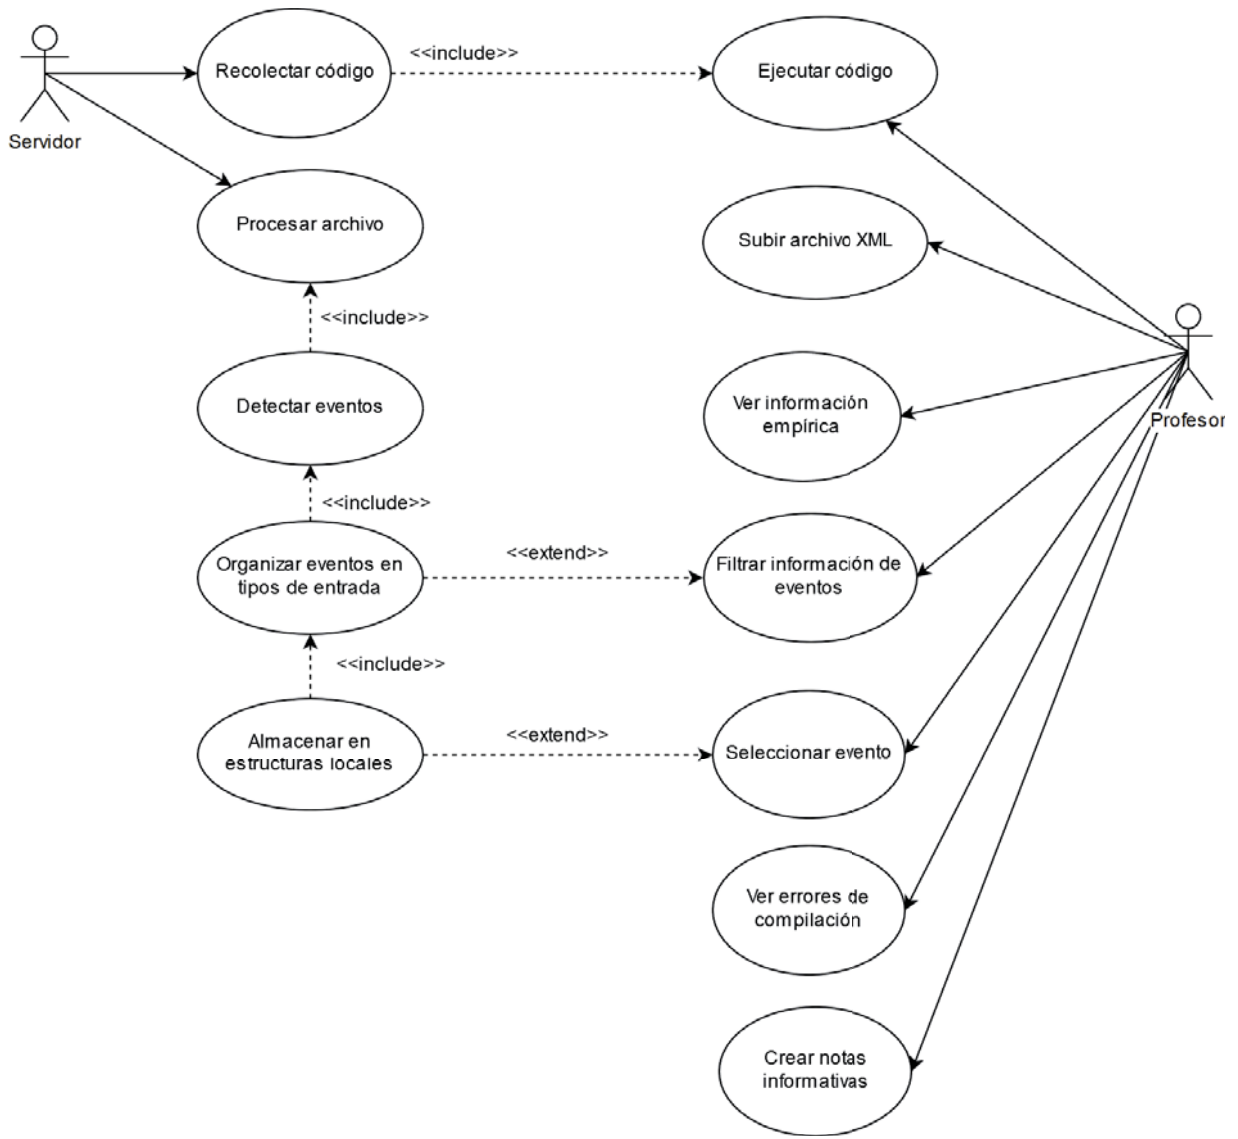 <<include>>
Recolectar código
Ejecutar código
Servidor
Procesar archivo
Subir archivo XML
<<include>>
Detectar eventos
Ver información
empírica
Profesor
<<include>>
Organizar eventos en
tipos de entrada
<<extend>>
Filtrar información de
eventos
<<include>>
Almacenar en
estructuras locales
<<extend>>
Seleccionar evento
Ver errores de
compilación
Crear notas
informativas